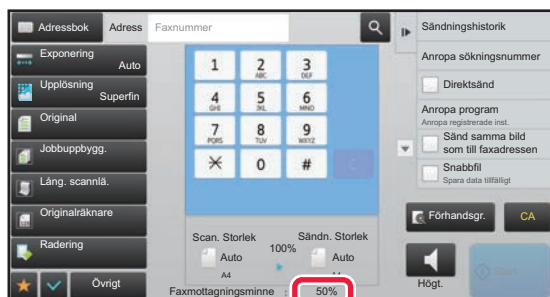 Adressbok
Adress
Faxnummer
Exponering
Auto
Upplösning
Superfin
Original
Jobbuppbygg.
Lång. scannlä.
Originalräknare
Radering
Övrigt
1
2
ABC
3
DEF
4
GHI
5
JKL
6
MNO
7
PQRS
8
TUV
9
WXYZ
0
#
C
Scan. Storlek
100%
Sändn. Storlek
Auto
A4
Auto
A4
Faxmottagningsminne : 50%
Sändningshistorik
Anropa sökningsnummer
Direktsänd
Anropa program
Anropa registrerade inst.
Sänd samma bild
som till faxadressen
Snabbfil
Spara data tillfälligt
Förhandsgr.
CA
Högt.
Start